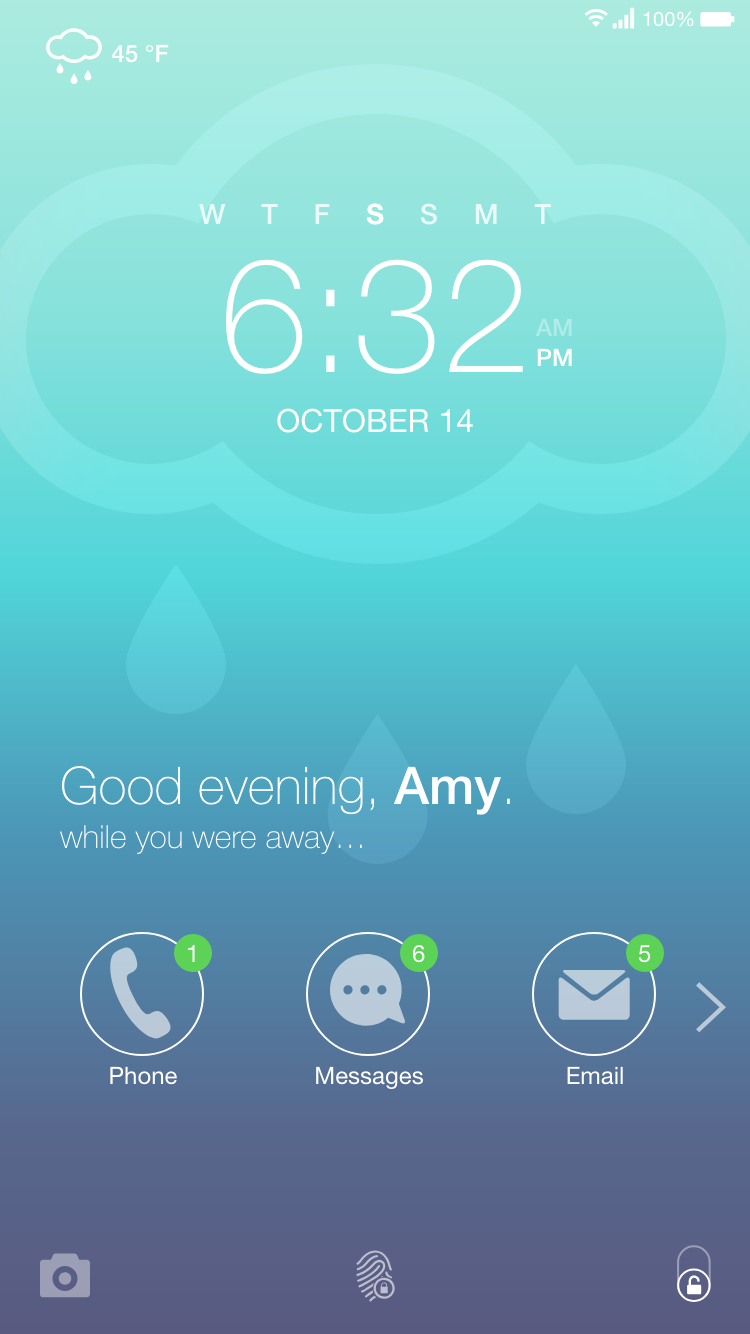 100%
45 °F
W T F S S M T
6:32
AM
PM
OCTOBER 14
Good evening, Amy.
while you were away...
1 6 5
Phone Messages Email